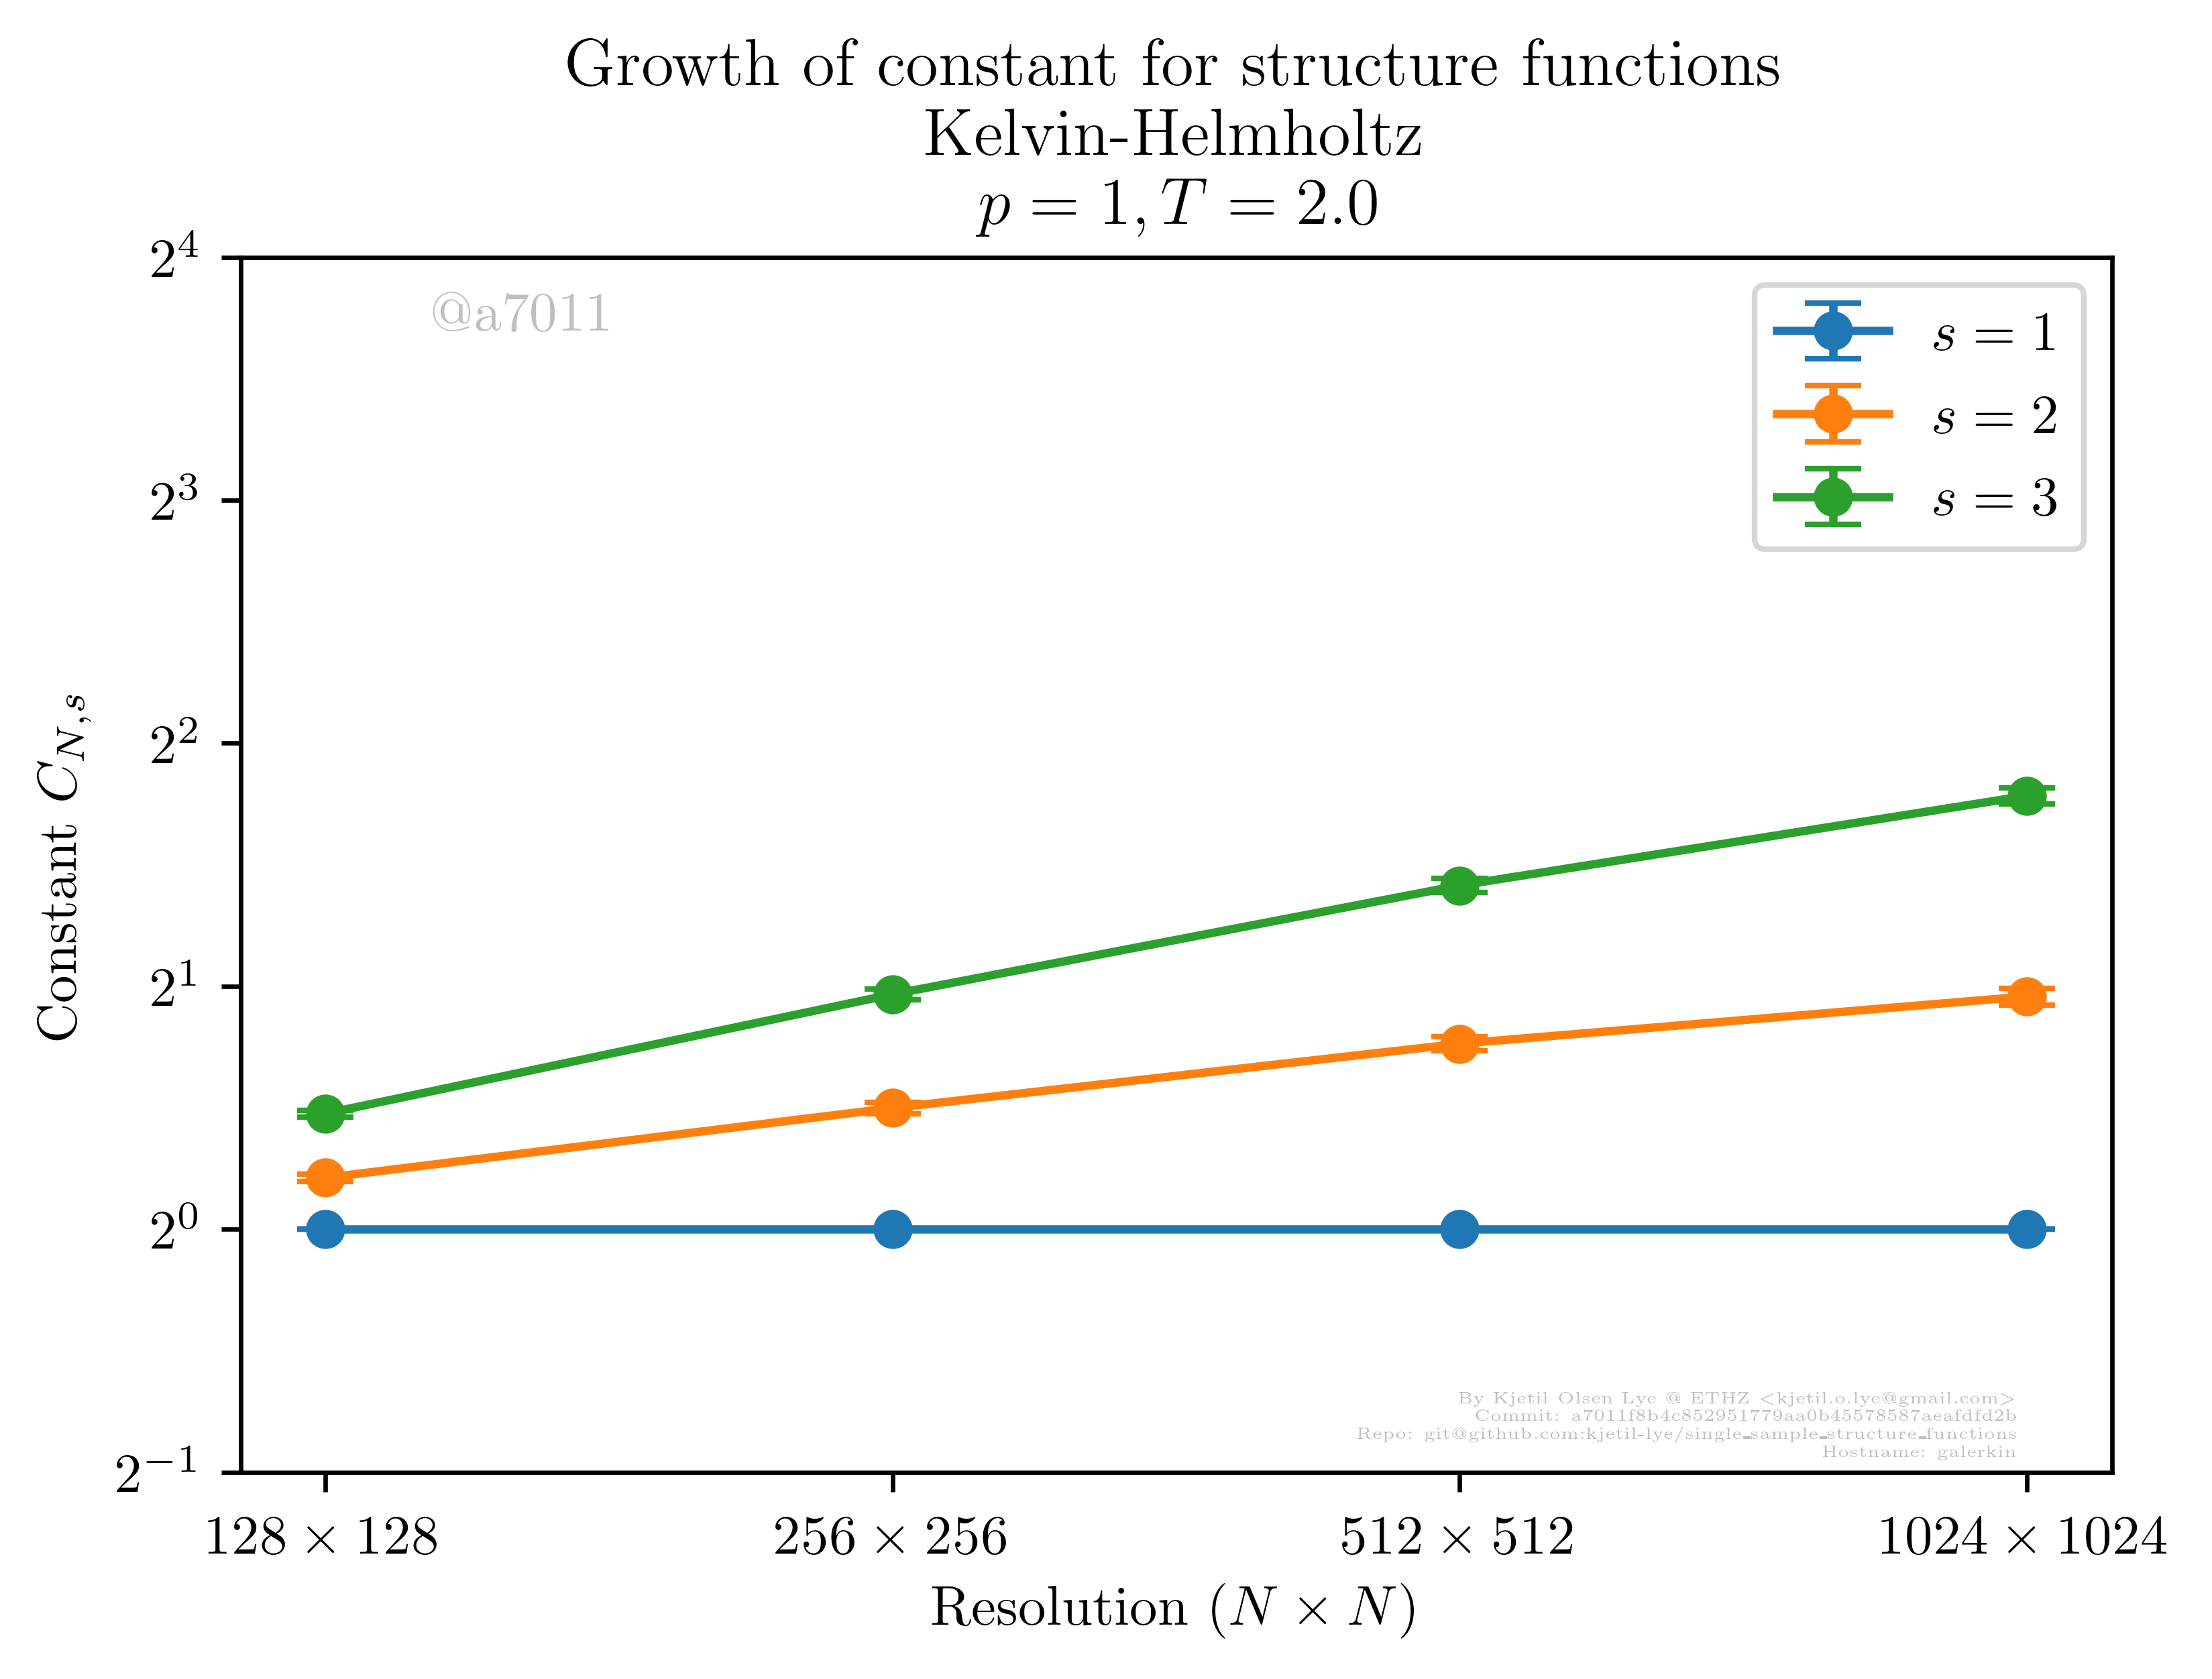 Growth of constant for structure functions
Kelvin-Helmholtz
p = 1, T = 2.0
@a7011
s = 1
s = 2
s = 3
2^4
2^3
2^2
2^1
2^0
2^{-1}
Constant C_{N,s}
By Kjetil Olsen Lye @ ETHZ <kjetil.o.lye@gmail.com>
Commit: a7011f8b4c852951779aa0b45578587aeafdfd2b
Repo: git@github.com:kjetil-lye/single_sample_structure_functions
Hostname: galerkin
128 × 128
256 × 256
512 × 512
1024 × 1024
Resolution (N × N)